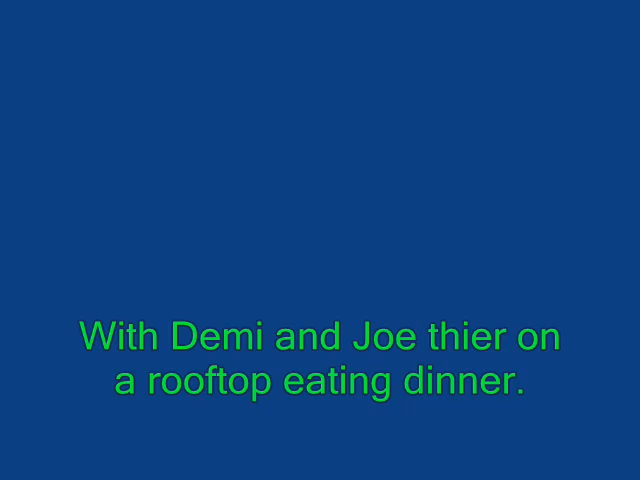 With Demi and Joe thier on
a rooftop eating dinner.